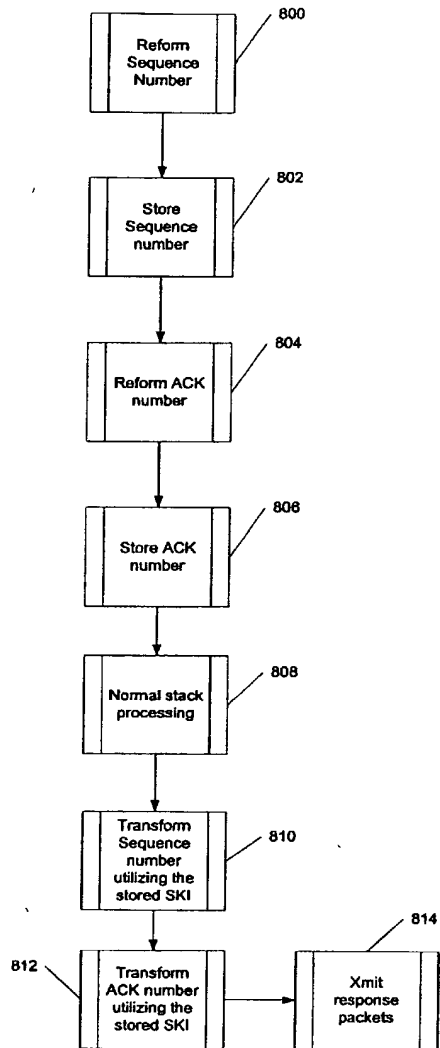 800
Reform
Sequence
Number
802
Store
Sequence
number
804
Reform ACK
number
806
Store ACK
number
808
Normal stack
processing
810
Transform
Sequence
number
utilizing the
stored SKI
812
Transform
ACK number
utilizing the
stored SKI
814
Xmit
response
packets